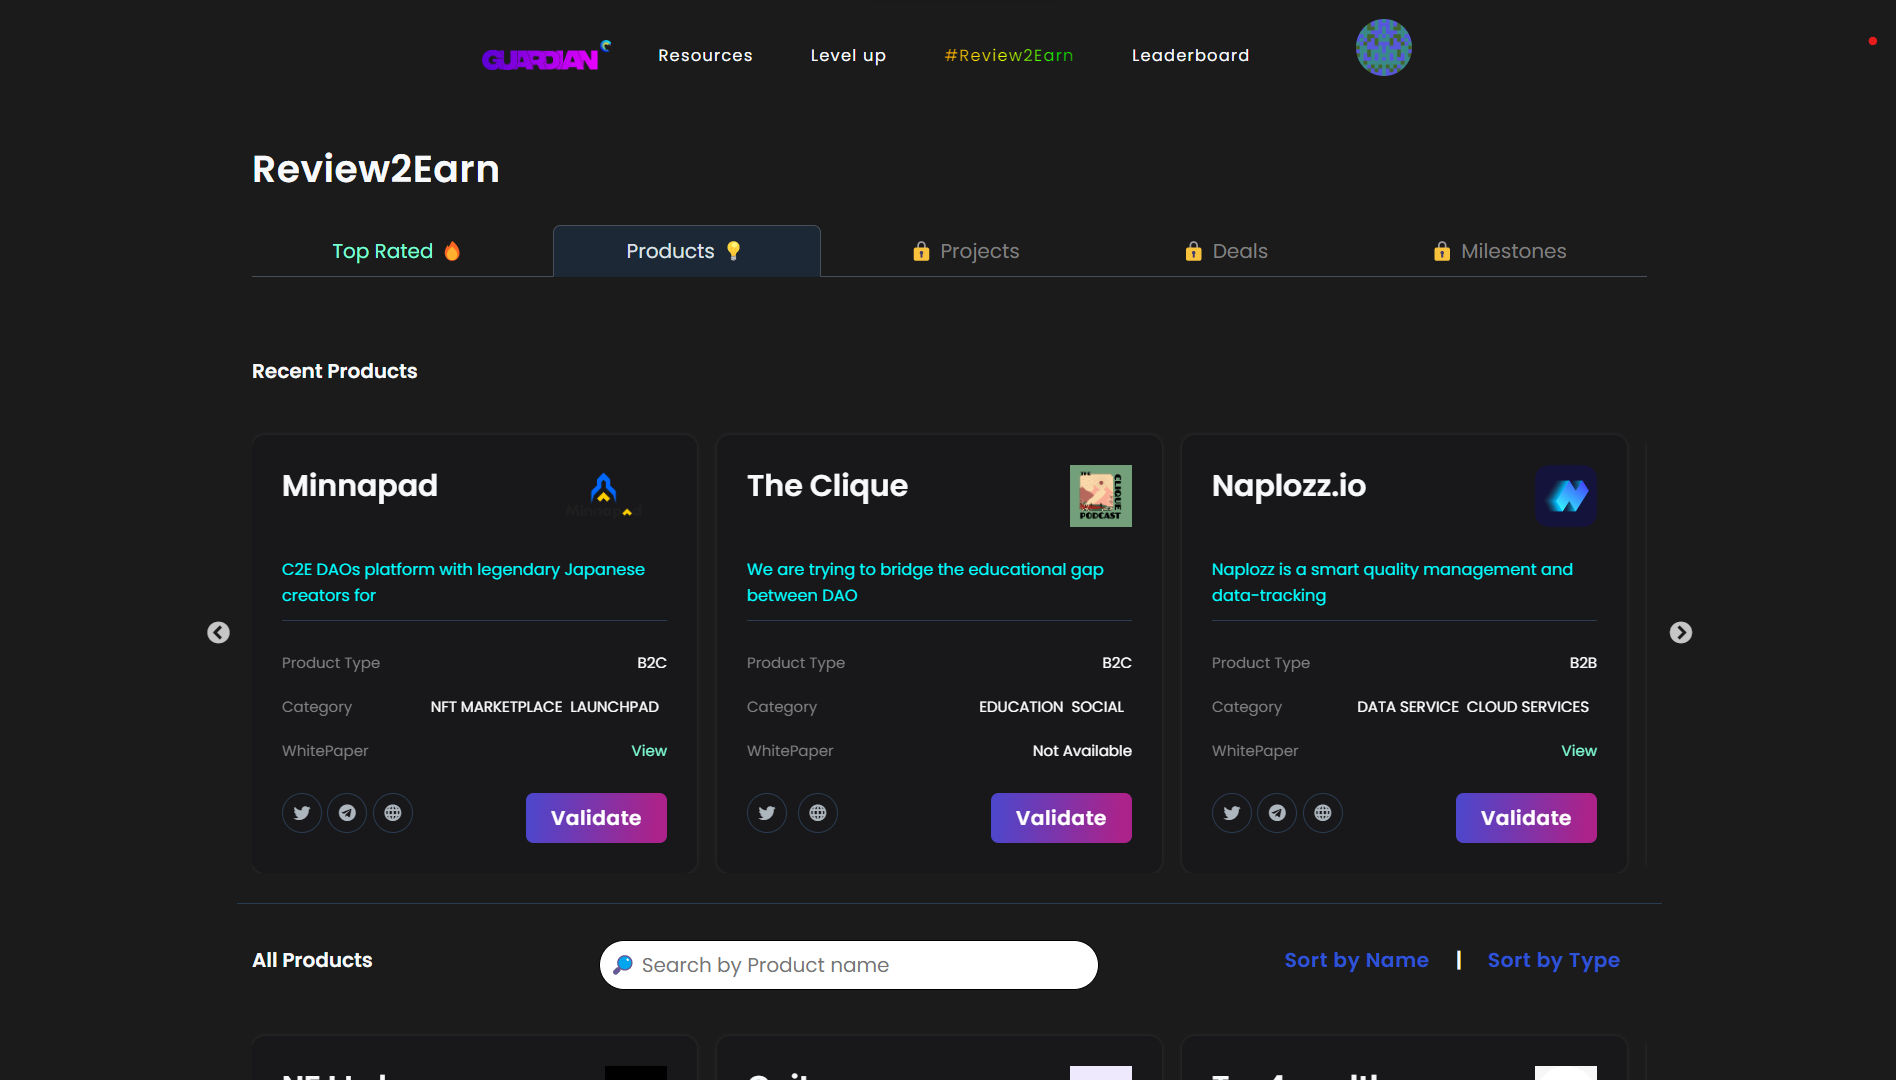 GUARDIAN
Resources
Level up
#Review2Earn
Leaderboard
Review2Earn
Top Rated 🔥
Products 💡
🔒 Projects
🔒 Deals
🔒 Milestones
Recent Products
Minnapad
Minnapad
C2E DAOs platform with legendary Japanese
creators for
Product Type B2C
Category NFT MARKETPLACE LAUNCHPAD
WhitePaper View
Validate
The Clique
THE
CLIQUE
PODCAST
We are trying to bridge the educational gap
between DAO
Product Type B2C
Category EDUCATION SOCIAL
WhitePaper Not Available
Validate
Naplozz.io
Naplozz is a smart quality management and
data-tracking
Product Type B2B
Category DATA SERVICE CLOUD SERVICES
WhitePaper View
Validate
All Products
🔎 Search by Product name
Sort by Name | Sort by Type